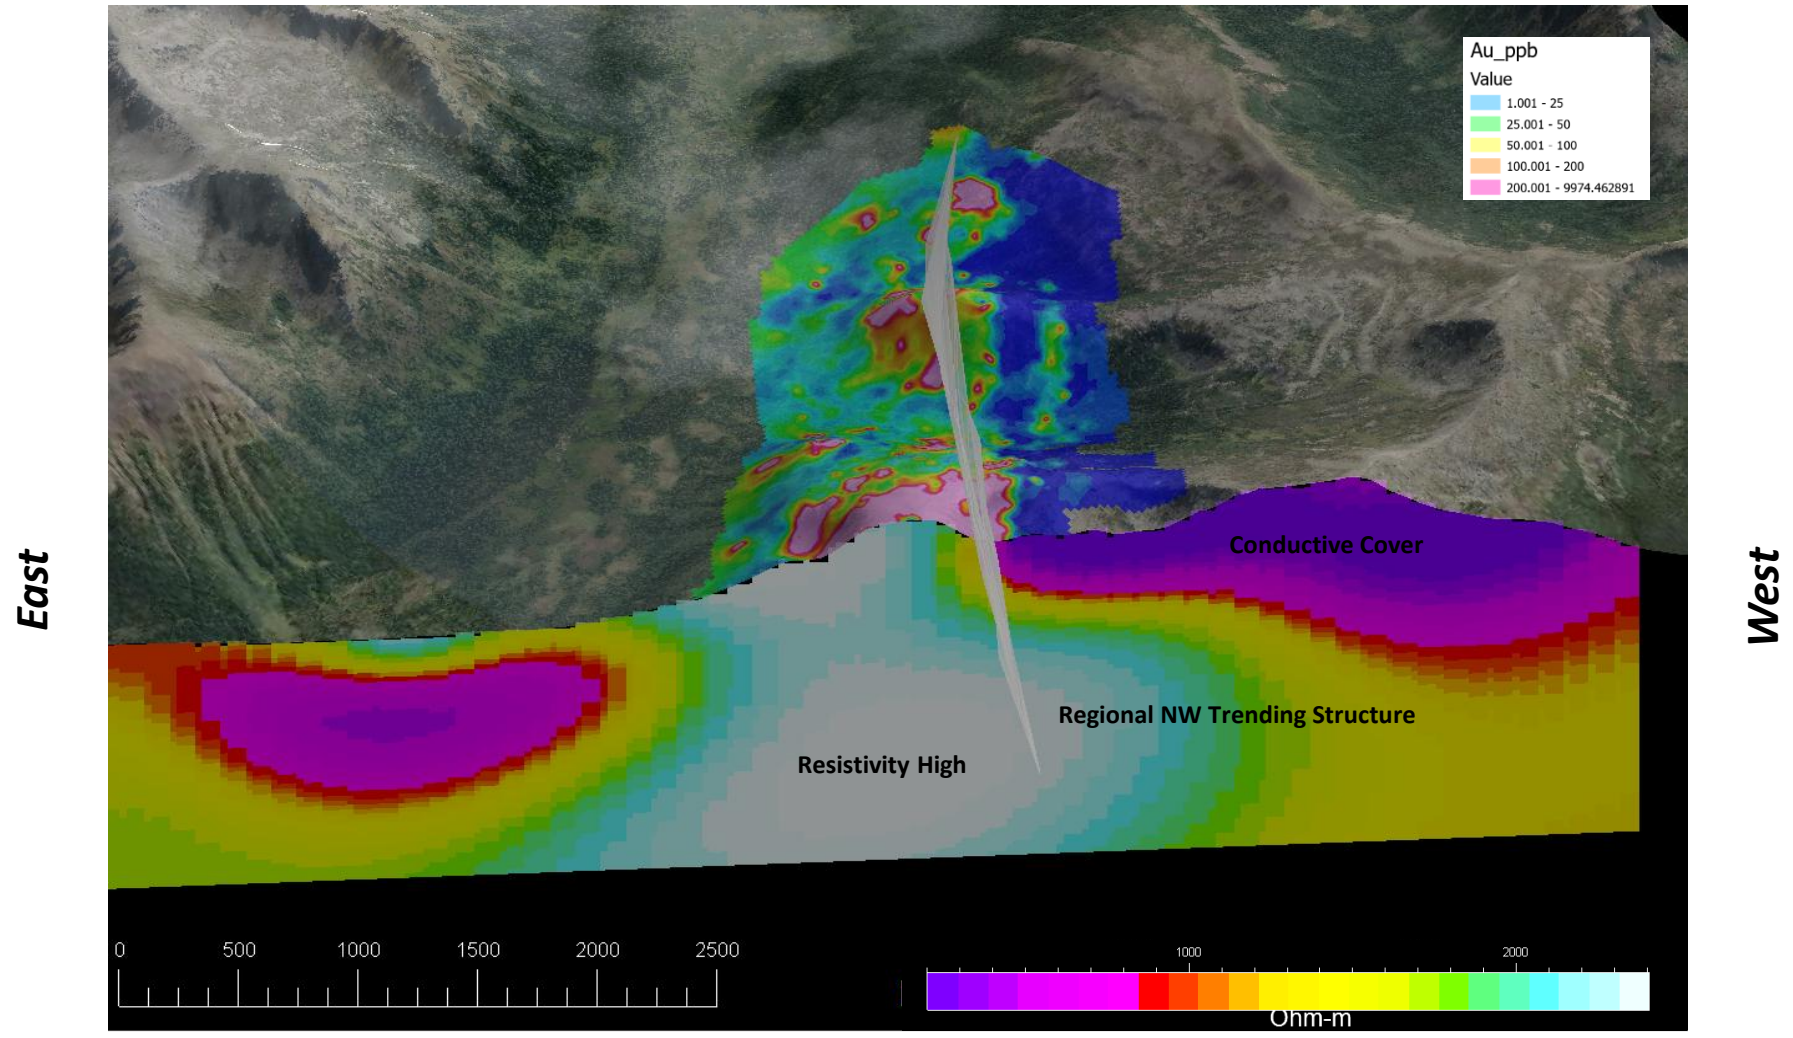 Au_ppb
Value
1.001 - 25
25.001 - 50
50.001 - 100
100.001 - 200
200.001 - 9974.462891
East
West
Conductive Cover
Regional NW Trending Structure
Resistivity High
0 500 1000 1500 2000 2500
1000 2000
Ohm-m